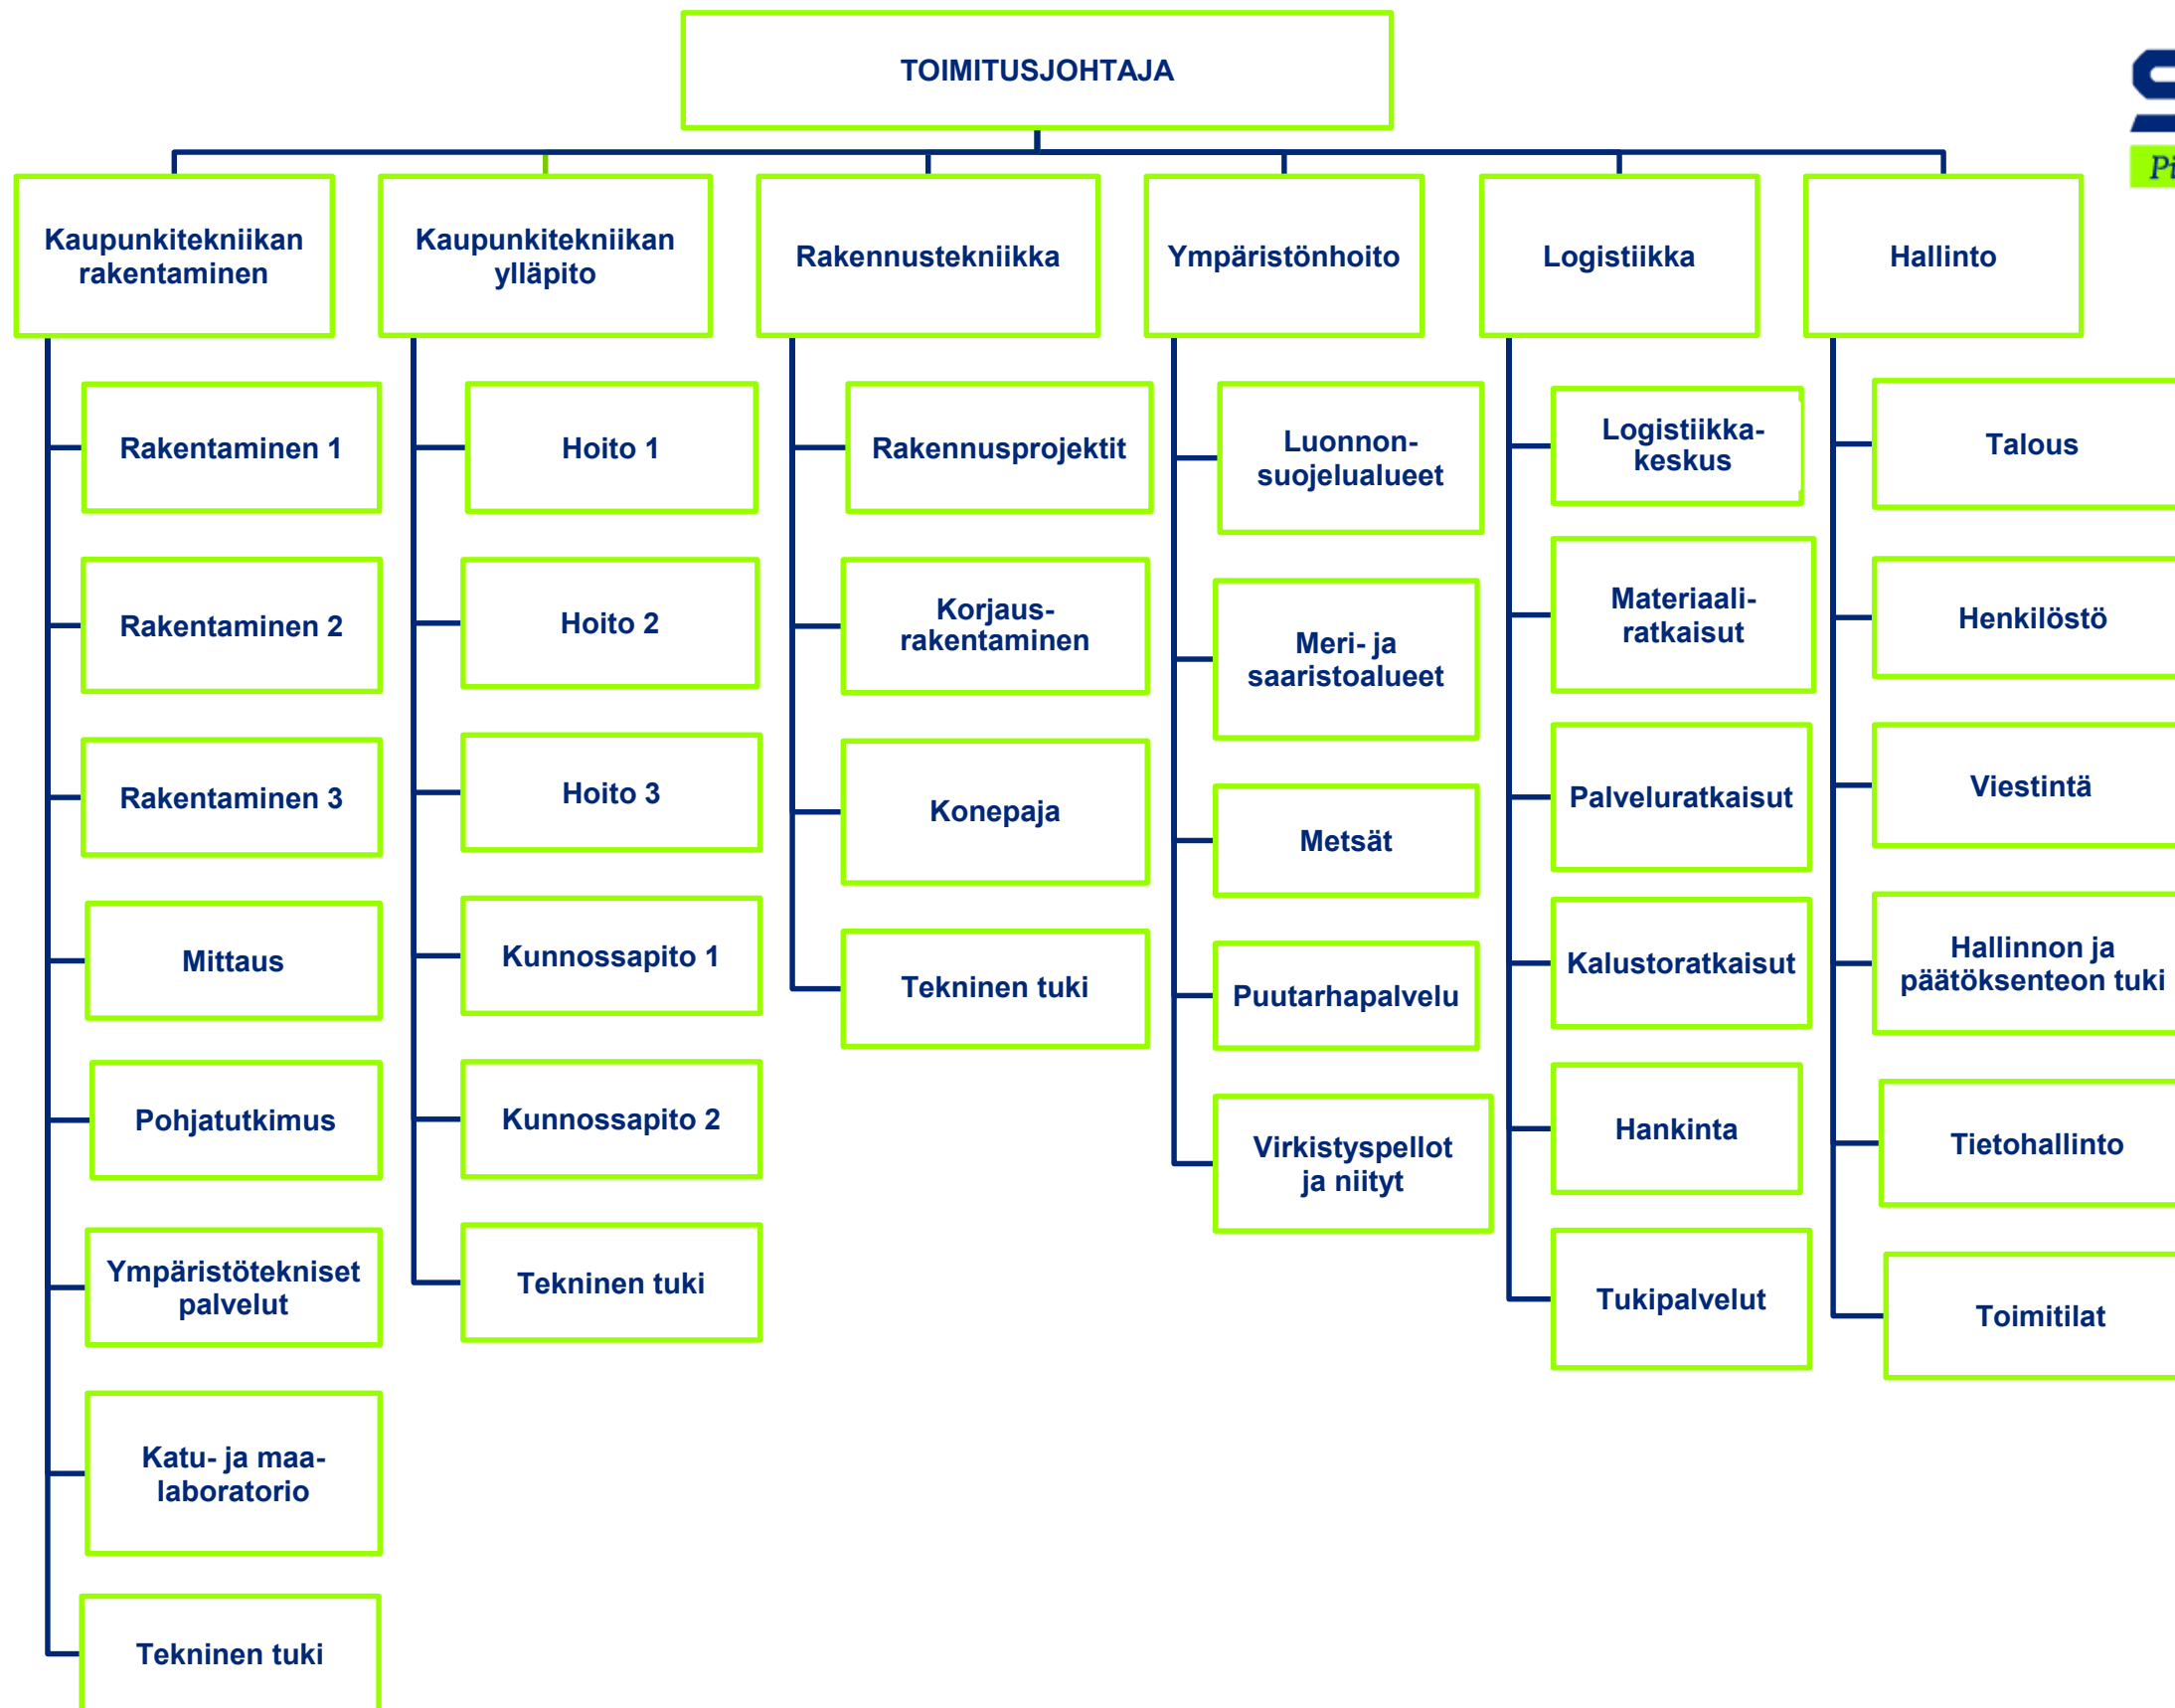 TOIMITUSJOHTAJA
Kaupunkitekniikan
rakentaminen
Rakentaminen 1
Rakentaminen 2
Rakentaminen 3
Mittaus
Pohjatutkimus
Ympäristötekniset
palvelut
Katu- ja maa-
laboratorio
Tekninen tuki
Kaupunkitekniikan
ylläpito
Hoito 1
Hoito 2
Hoito 3
Kunnossapito 1
Kunnossapito 2
Tekninen tuki
Rakennustekniikka
Rakennusprojektit
Korjaus-
rakentaminen
Konepaja
Tekninen tuki
Ympäristönhoito
Luonnon-
suojelualueet
Meri- ja
saaristoalueet
Metsät
Puutarhapalvelu
Virkistyspellot
ja niityt
Logistiikka
Logistiikka-
keskus
Materiaali-
ratkaisut
Palveluratkaisut
Kalustoratkaisut
Hankinta
Tukipalvelut
Hallinto
Talous
Henkilöstö
Viestintä
Hallinnon ja
päätöksenteon tuki
Tietohallinto
Toimitilat